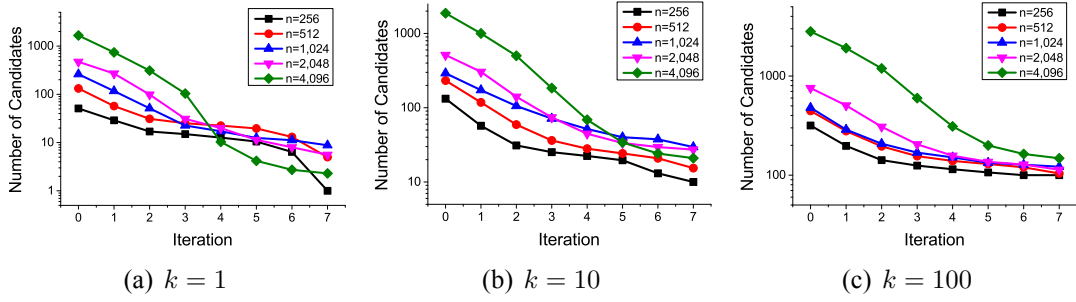 Number of Candidates
1000
100
10
1
0 1 2 3 4 5 6 7
Iteration
n=256
n=512
n=1,024
n=2,048
n=4,096
(a) k = 1
Number of Candidates
1000
100
10
0 1 2 3 4 5 6 7
Iteration
n=256
n=512
n=1,024
n=2,048
n=4,096
(b) k = 10
Number of Candidates
1000
100
0 1 2 3 4 5 6 7
Iteration
n=256
n=512
n=1,024
n=2,048
n=4,096
(c) k = 100